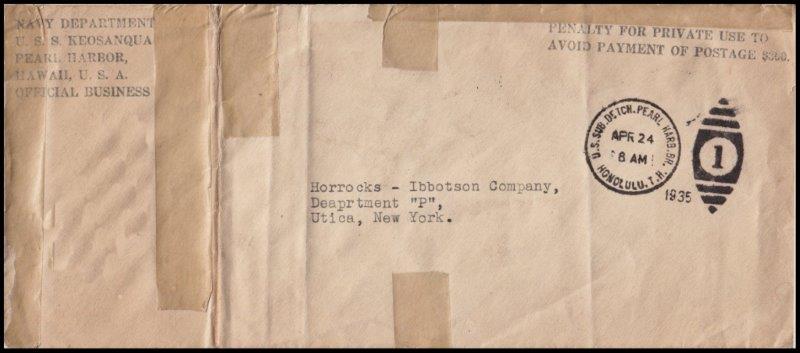 NAVY DEPARTMENT
U. S. S. KEOSANQUA
PEARL HARBOR,
HAWAII, U. S. A.
OFFICIAL BUSINESS
PENALTY FOR PRIVATE USE TO
AVOID PAYMENT OF POSTAGE $300.
U.S. SUB. DETCH. PEARL HARB. BR.
APR 24
8 AM
HONOLULU, T.H.
1935
1
Horrocks - Ibbotson Company,
Deaprtment "P",
Utica, New York.